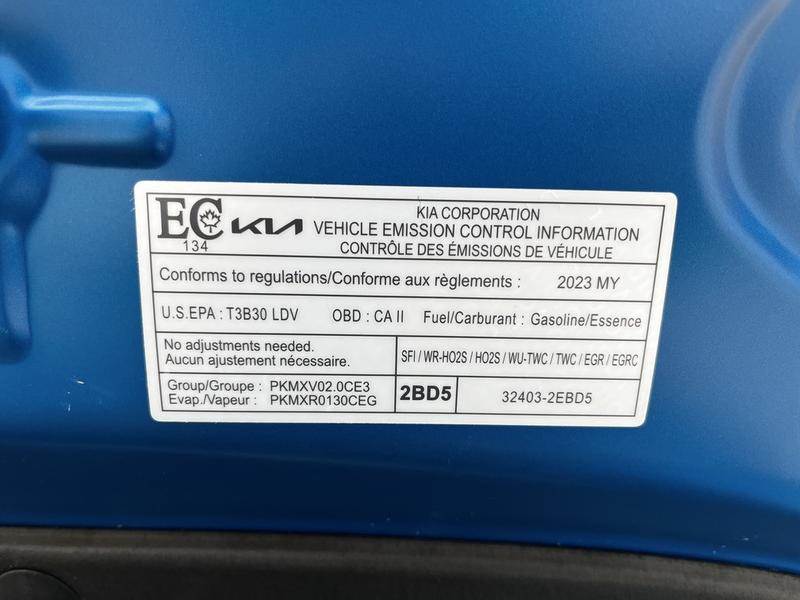 EC KIA
134
KIA CORPORATION
VEHICLE EMISSION CONTROL INFORMATION
CONTRÔLE DES ÉMISSIONS DE VÉHICULE
Conforms to regulations/Conforme aux règlements : 2023 MY
U.S.EPA : T3B30 LDV OBD : CA II Fuel/Carburant : Gasoline/Essence
No adjustments needed.
Aucun ajustement nécessaire.
SFI / WR-HO2S / HO2S / WU-TWC / TWC / EGR / EGRC
Group/Groupe : PKMXV02.0CE3
Evap./Vapeur : PKMXR0130CEG
2BD5
32403-2EBD5